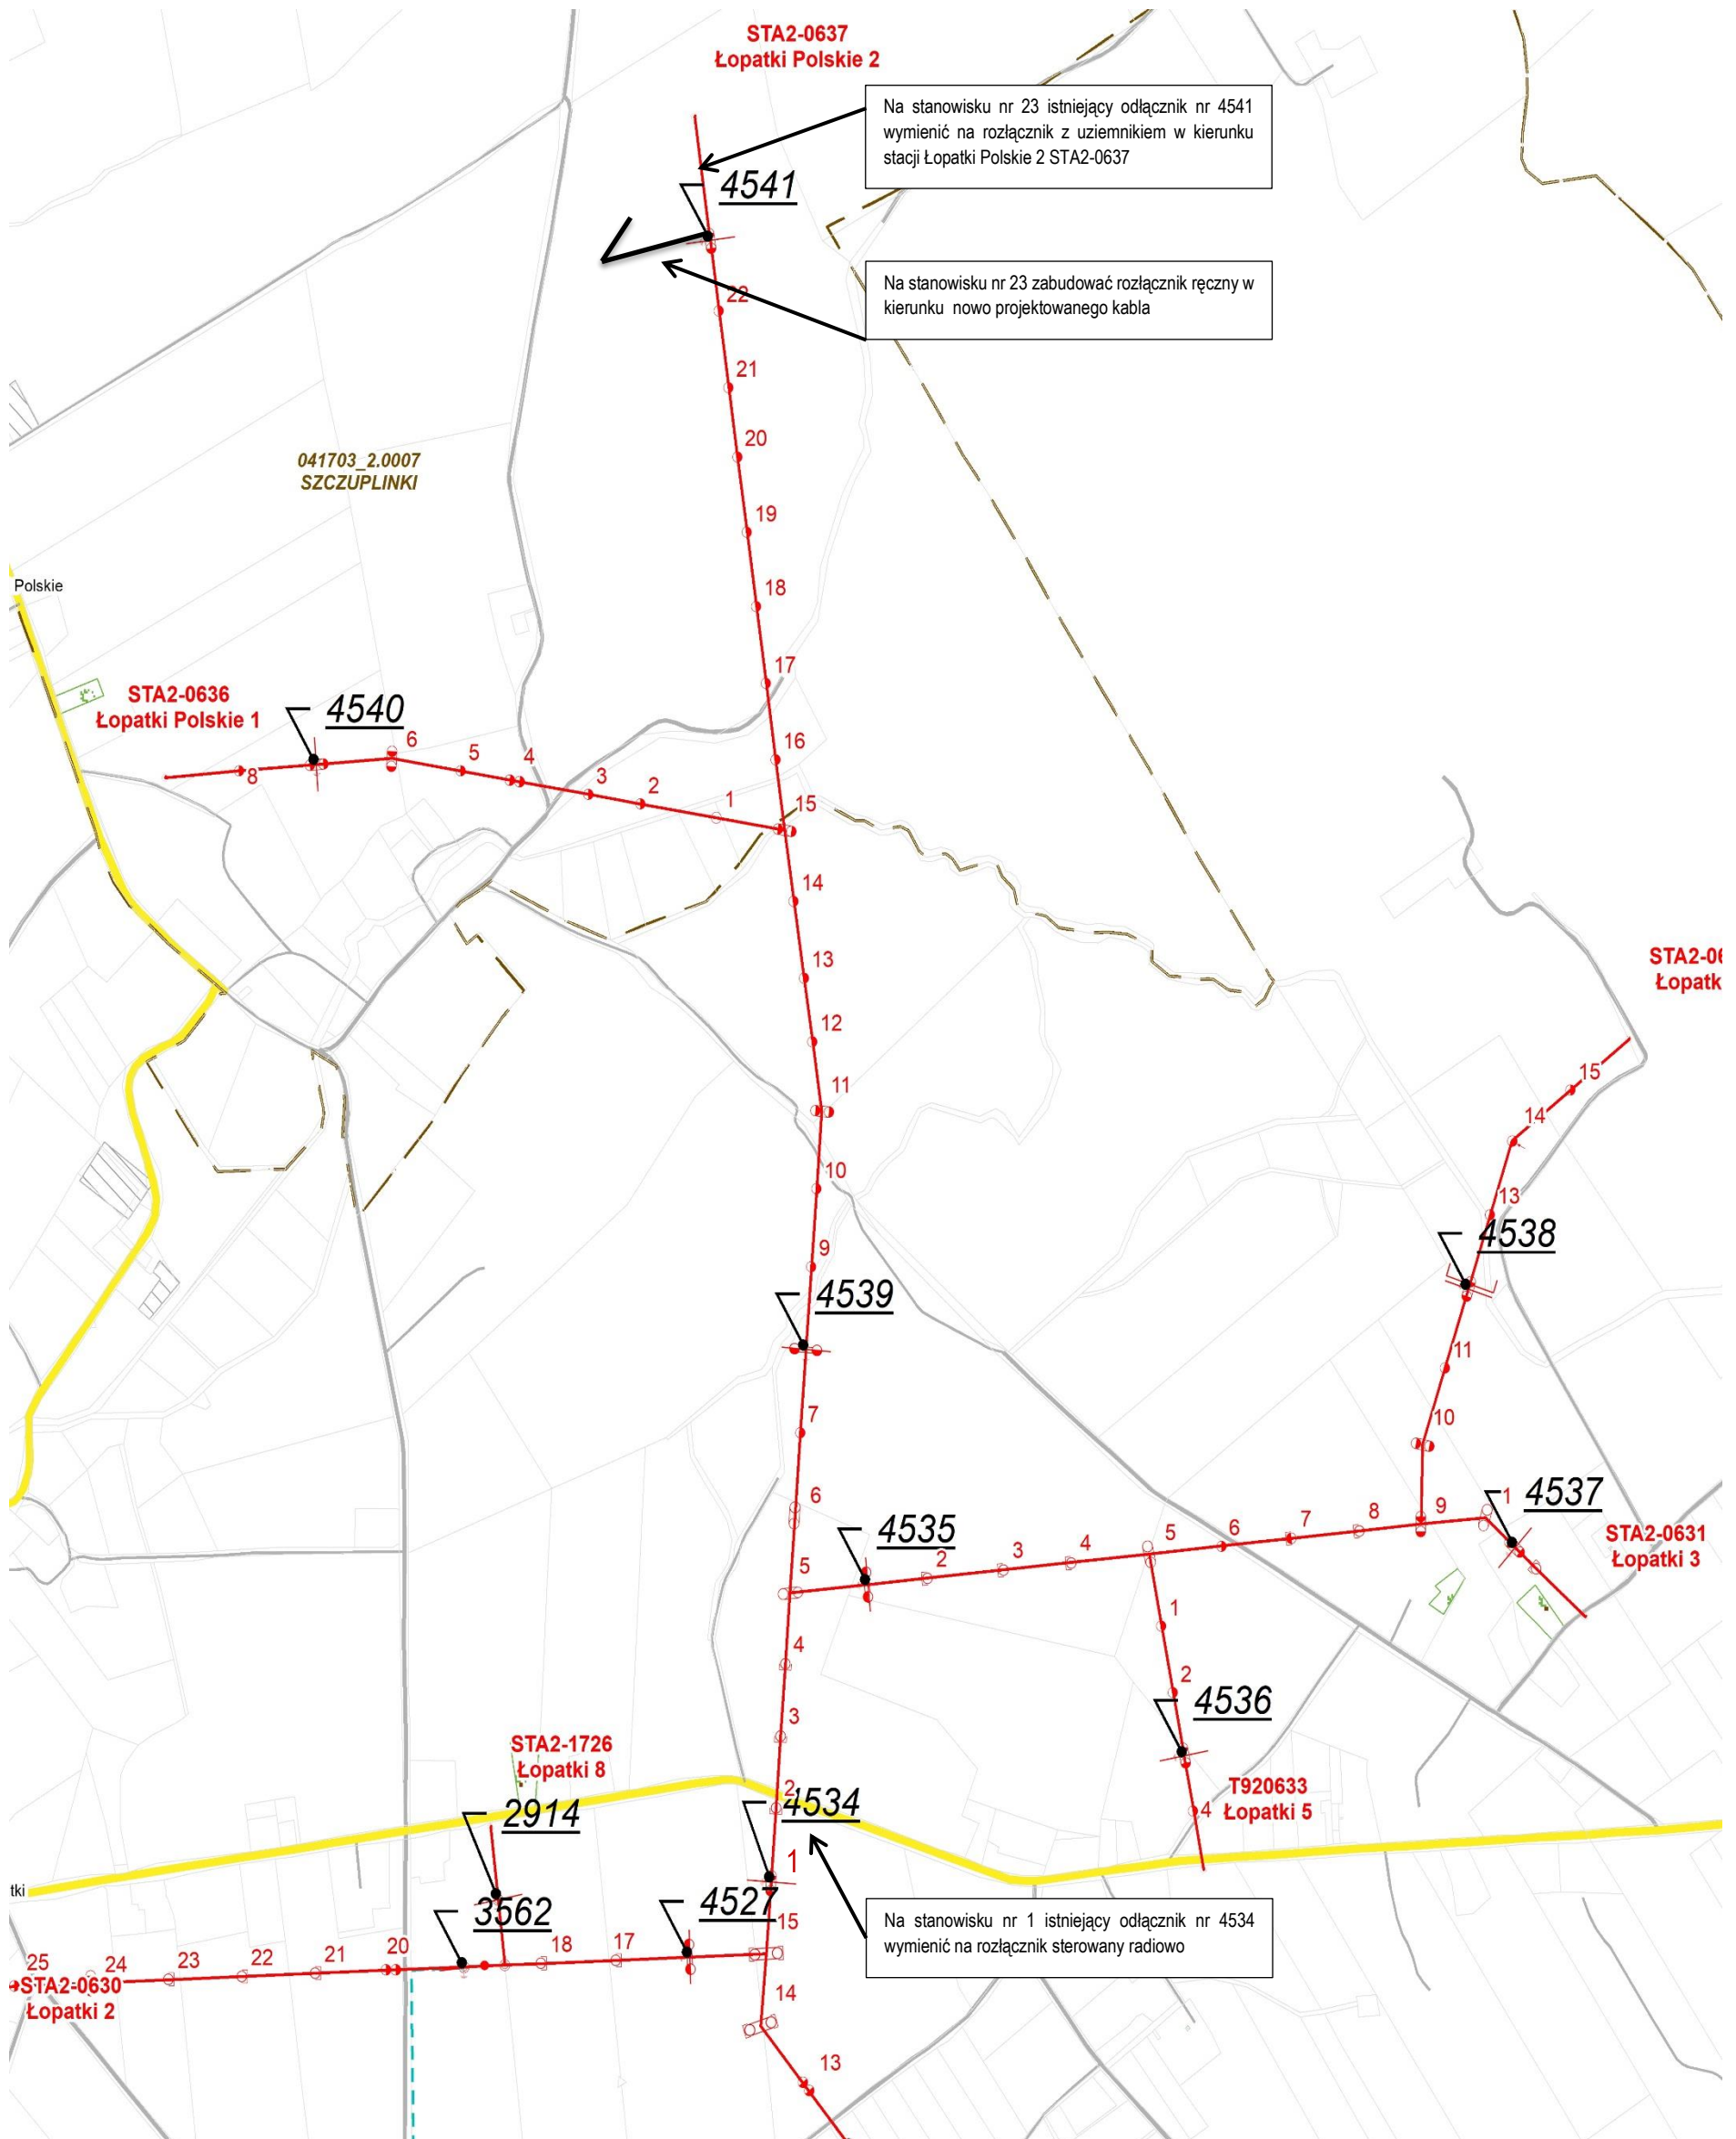 STA2-0637
Łopatki Polskie 2
Na stanowisku nr 23 istniejący odłącznik nr 4541
wymienić na rozłącznik z uziemnikiem w kierunku
stacji Łopatki Polskie 2 STA2-0637
4541
Na stanowisku nr 23 zabudować rozłącznik ręczny w
kierunku nowo projektowanego kabla
22
21
20
041703_2.0007
SZCZUPLINKI
19
Polskie
18
17
STA2-0636
Łopatki Polskie 1
4540
6
5
4
3
2
1
8
16
15
14
13
12
11
10
9
STA2-06
Łopatk
15
14
13
4538
11
10
4539
7
6
5
4535
2
3
4
5
6
7
8
9
1
4537
STA2-0631
Łopatki 3
4
3
2
1
2
4536
4
T920633
Łopatki 5
STA2-1726
Łopatki 8
2914
4534
1
tki
3562
4527
15
Na stanowisku nr 1 istniejący odłącznik nr 4534
wymienić na rozłącznik sterowany radiowo
25
24
23
22
21
20
18
17
STA2-0630
Łopatki 2
14
13